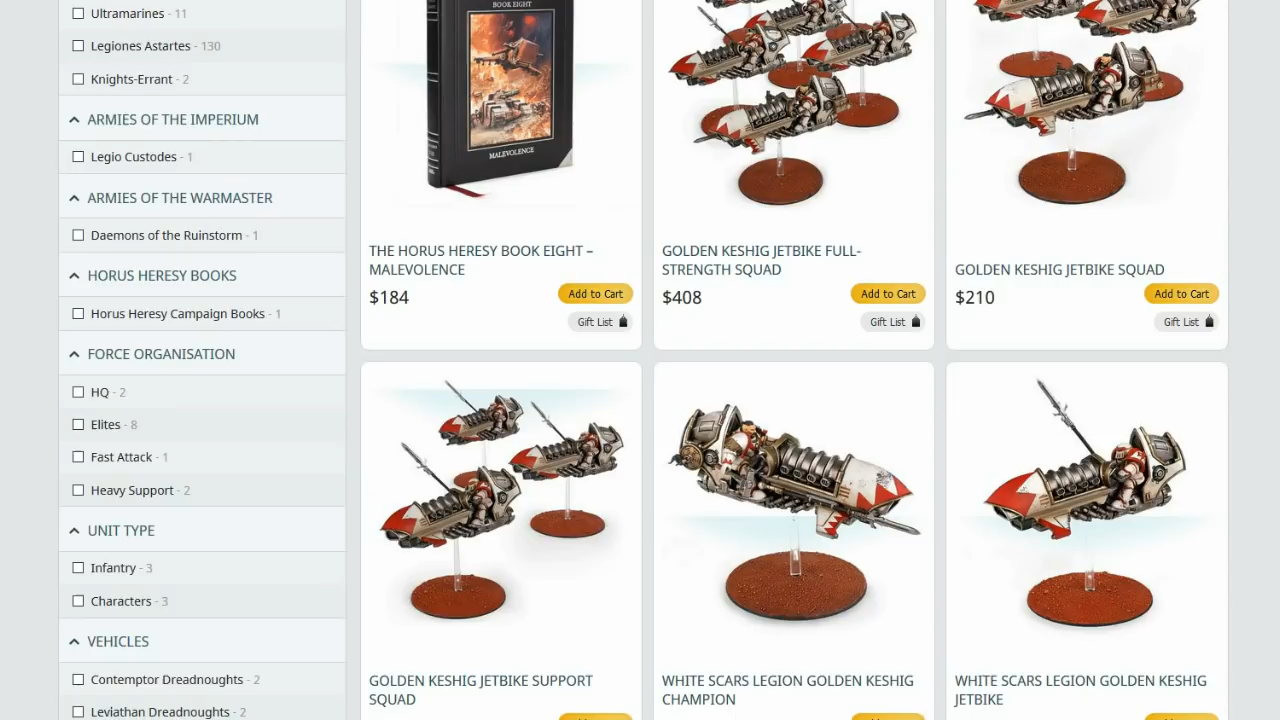 Ultramarines - 11
Legiones Astartes - 130
Knights-Errant - 2
ARMIES OF THE IMPERIUM
Legio Custodes - 1
ARMIES OF THE WARMASTER
Daemons of the Ruinstorm - 1
HORUS HERESY BOOKS
Horus Heresy Campaign Books - 1
FORCE ORGANISATION
HQ - 2
Elites - 8
Fast Attack - 1
Heavy Support - 2
UNIT TYPE
Infantry - 3
Characters - 3
VEHICLES
Contemptor Dreadnoughts - 2
Leviathan Dreadnoughts - 2
BOOK EIGHT
MALEVOLENCE
THE HORUS HERESY BOOK EIGHT –
MALEVOLENCE
$184
Add to Cart
Gift List
GOLDEN KESHIG JETBIKE FULL-
STRENGTH SQUAD
$408
Add to Cart
Gift List
GOLDEN KESHIG JETBIKE SQUAD
$210
Add to Cart
Gift List
GOLDEN KESHIG JETBIKE SUPPORT
SQUAD
WHITE SCARS LEGION GOLDEN KESHIG
CHAMPION
WHITE SCARS LEGION GOLDEN KESHIG
JETBIKE